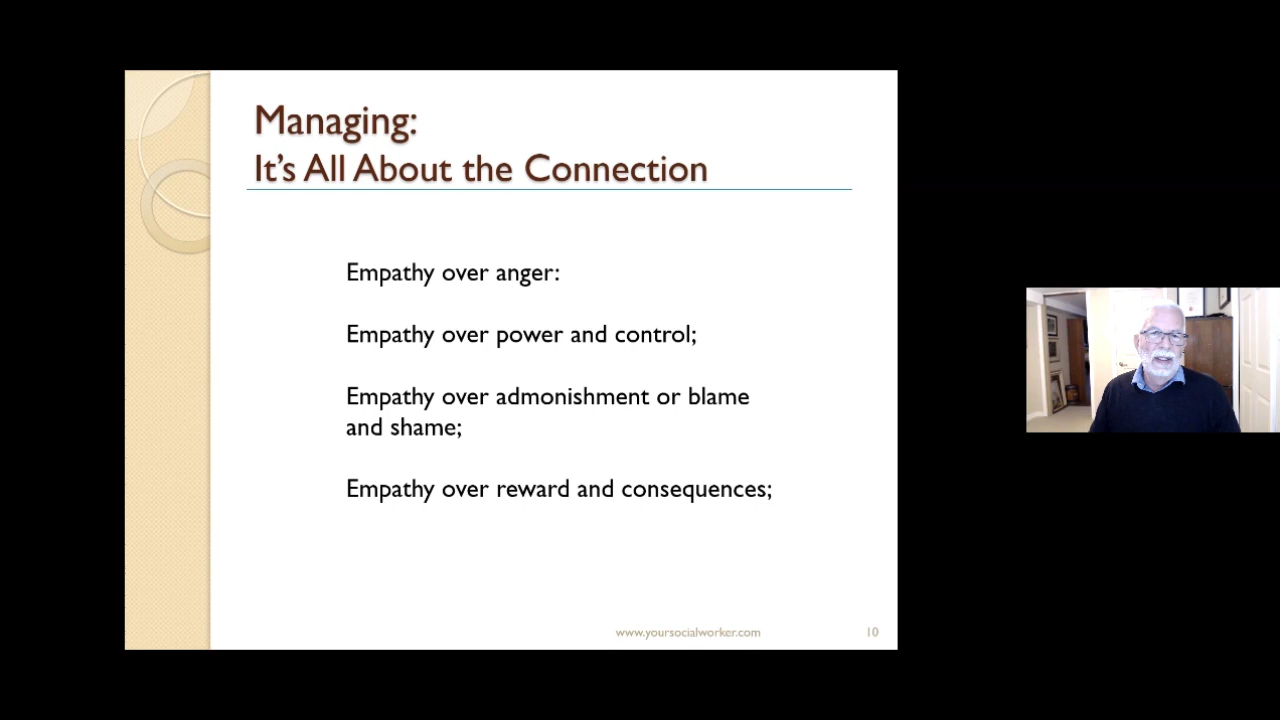 Managing:
It's All About the Connection
Empathy over anger:
Empathy over power and control;
Empathy over admonishment or blame
and shame;
Empathy over reward and consequences;
www.yoursocialworker.com
10